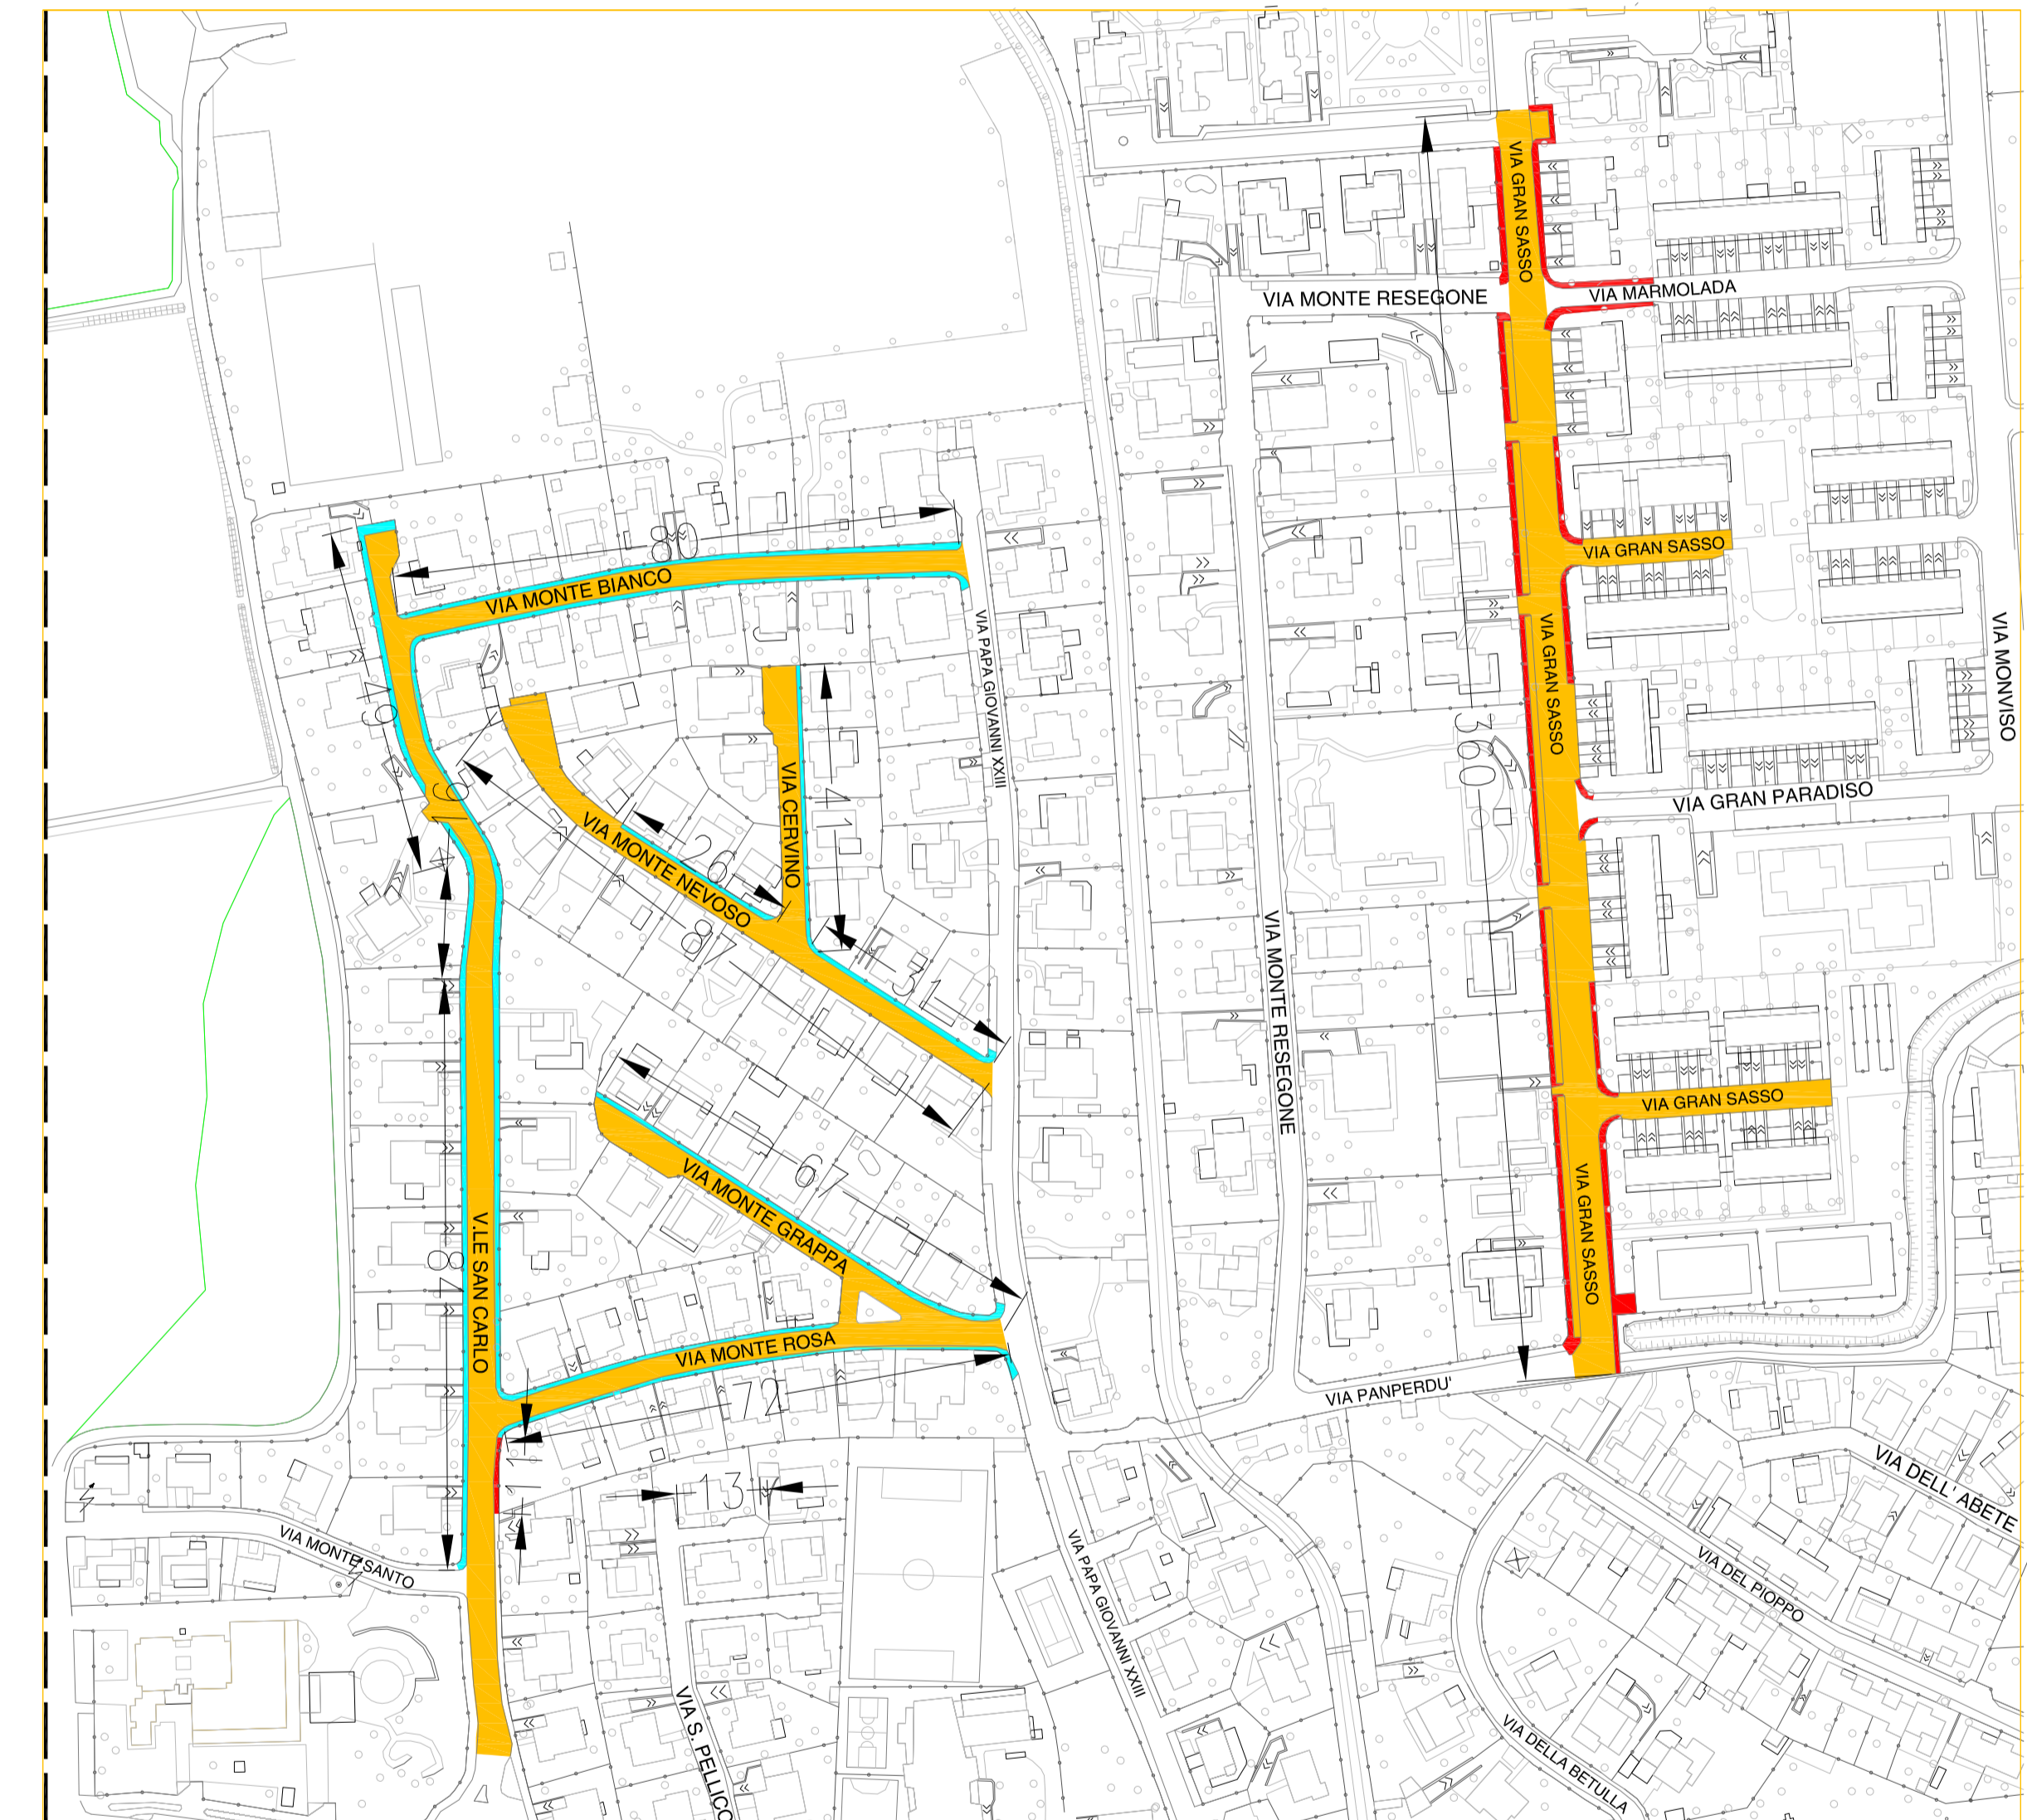 VIA GRAN SASSO
VIA MONTE RESEGONE
VIA MARMOLADA
80
VIA GRAN SASSO
VIA MONTE BIANCO
VIA PAPA GIOVANNI XXIII
VIA GRAN SASSO
VIA MONVISO
47
360
19
VIA CERVINO
41
VIA GRAN PARADISO
VIA MONTE NEVOSO
26
87
31
VIA MONTE RESEGONE
VIA GRAN SASSO
67
VIA MONTE GRAPPA
VIA GRAN SASSO
V.LE SAN CARLO
78
VIA MONTE ROSA
72
VIA PANPERDU'
11
13
VIA DELL' ABETE
VIA MONTE SANTO
VIA PAPA GIOVANNI XXIII
VIA DEL PIOPPO
VIA S. PELLICO
VIA DELLA BETULLA